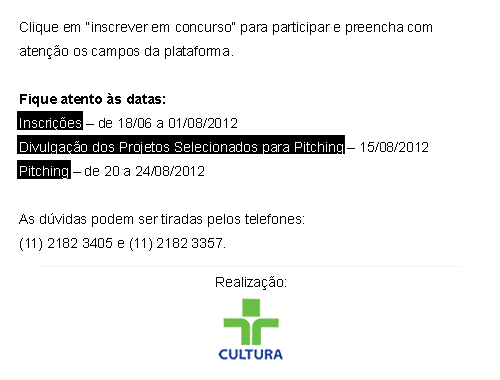 Clique em "inscrever em concurso" para participar e preencha com
atenção os campos da plataforma.
Fique atento às datas:
Inscrições – de 18/06 a 01/08/2012
Divulgação dos Projetos Selecionados para Pitching – 15/08/2012
Pitching – de 20 a 24/08/2012
As dúvidas podem ser tiradas pelos telefones:
(11) 2182 3405 e (11) 2182 3357.
Realização:
CULTURA